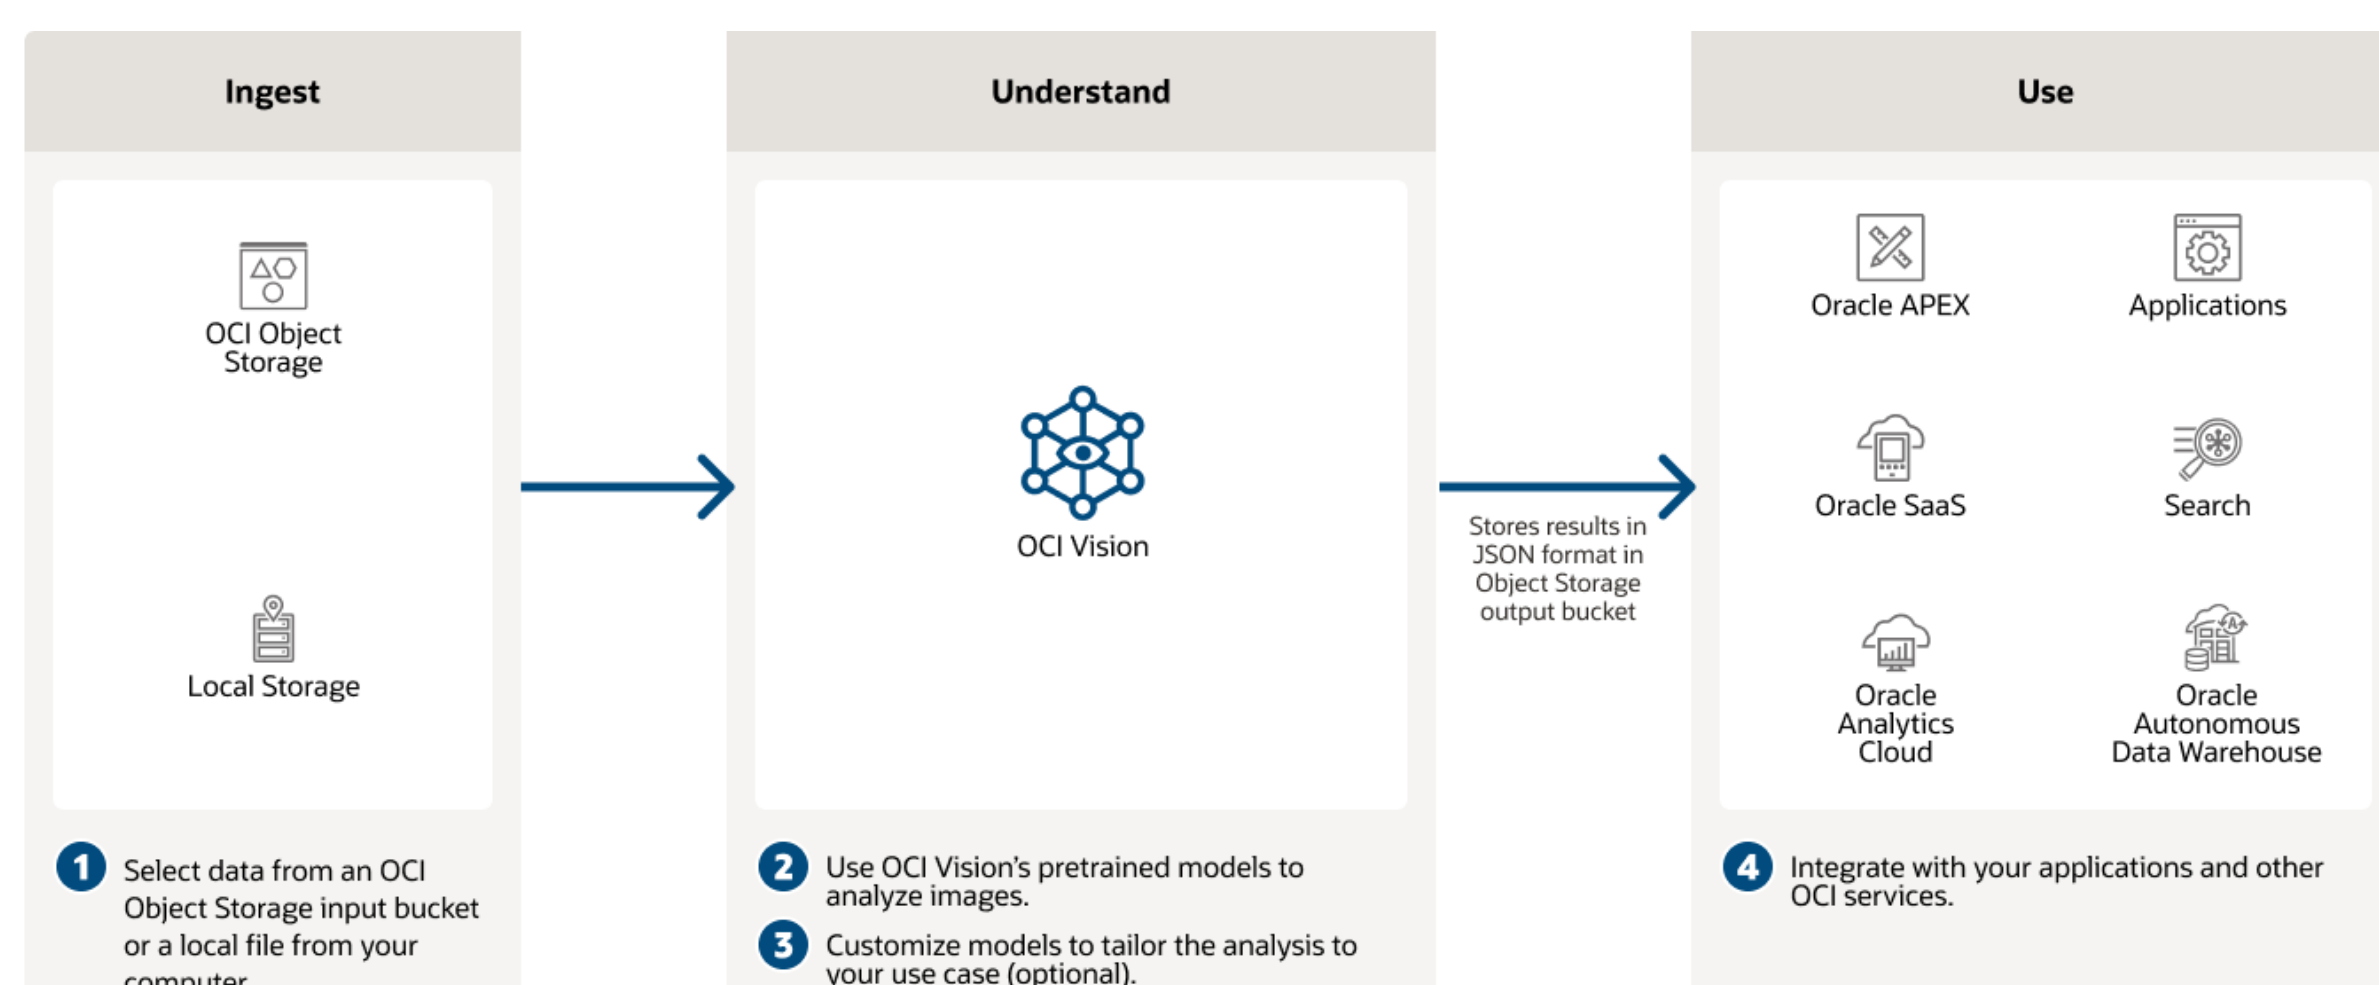 Ingest
OCI Object
Storage
Local Storage
1 Select data from an OCI
Object Storage input bucket
or a local file from your
computer.
Understand
OCI Vision
2 Use OCI Vision's pretrained models to
analyze images.
3 Customize models to tailor the analysis to
your use case (optional).
Stores results in
JSON format in
Object Storage
output bucket
Use
Oracle APEX
Applications
Oracle SaaS
Search
Oracle
Analytics
Cloud
Oracle
Autonomous
Data Warehouse
4 Integrate with your applications and other
OCI services.